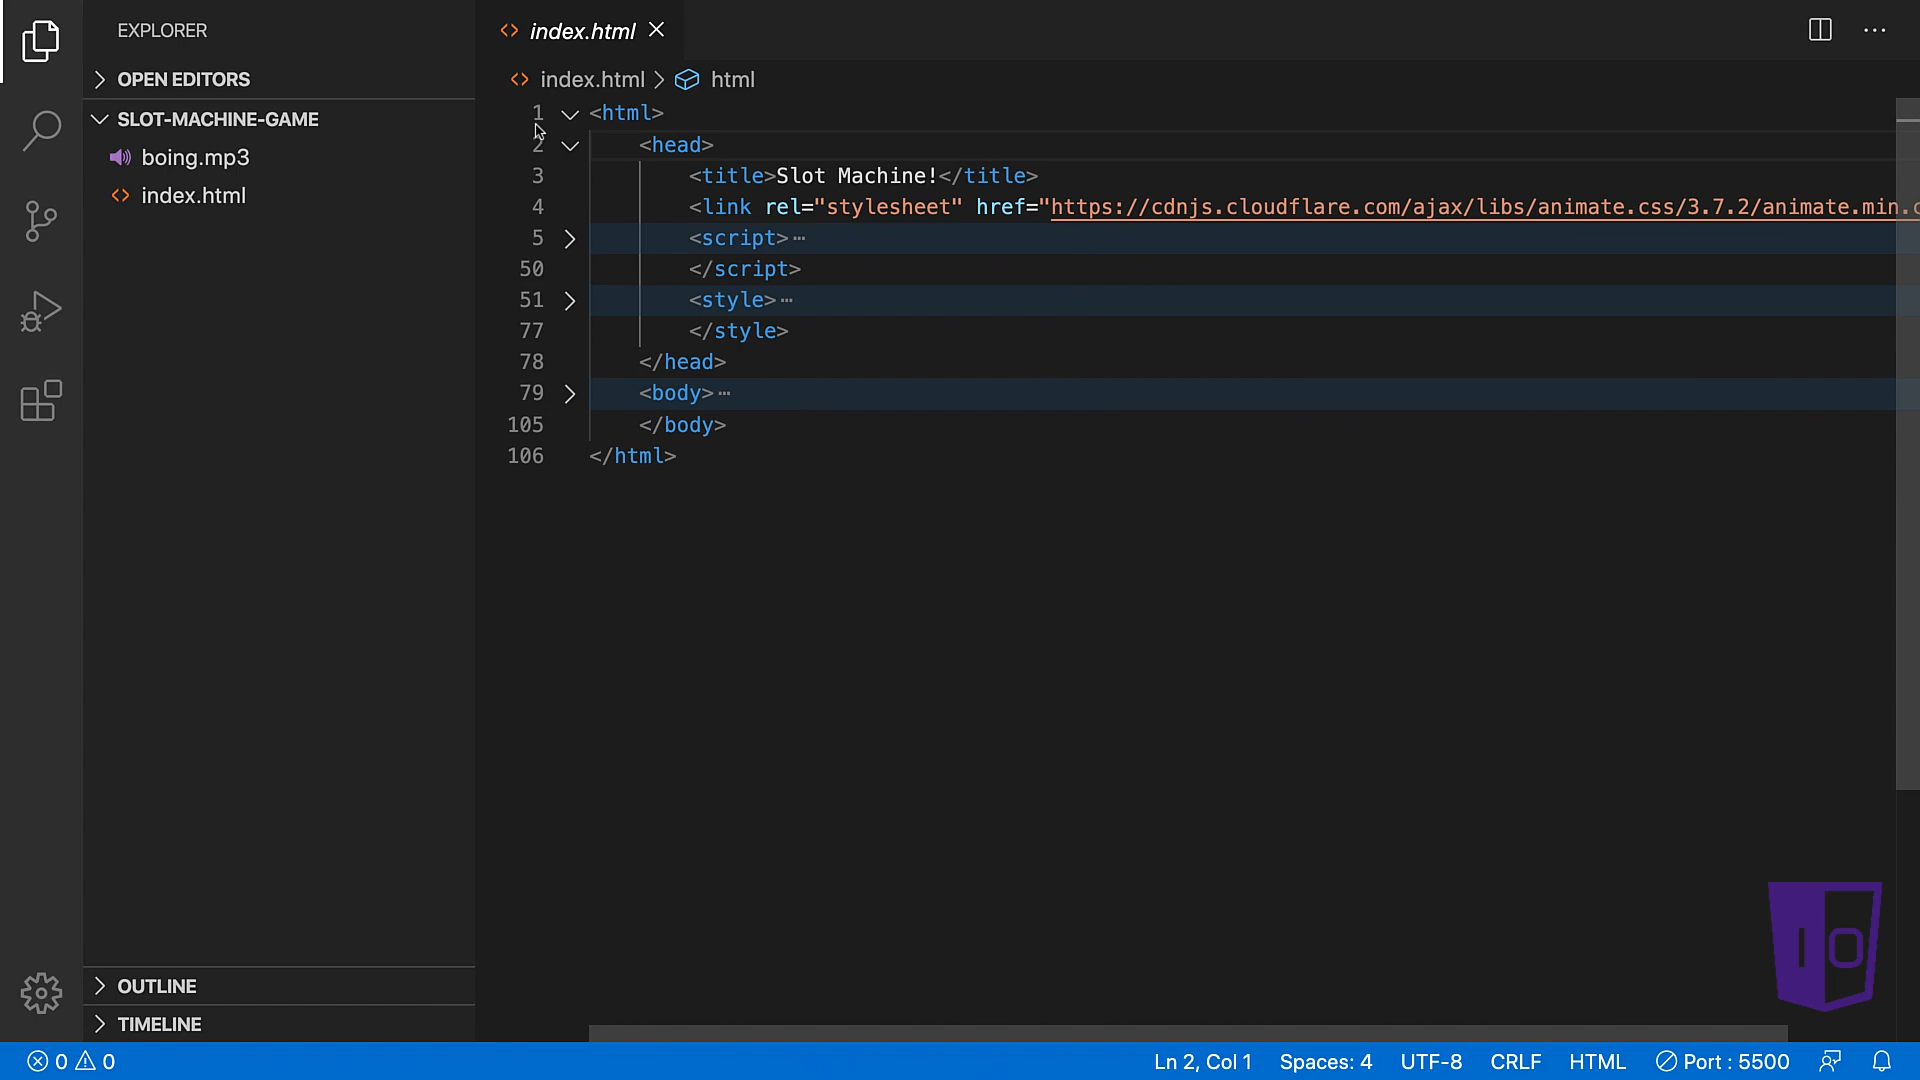 EXPLORER
OPEN EDITORS
SLOT-MACHINE-GAME
boing.mp3
index.html
OUTLINE
TIMELINE
index.html
index.html > html
1 <html>
2 <head>
3 <title>Slot Machine!</title>
4 <link rel="stylesheet" href="https://cdnjs.cloudflare.com/ajax/libs/animate.css/3.7.2/animate.min.c
5 <script>…
50 </script>
51 <style>…
77 </style>
78 </head>
79 <body>…
105 </body>
106 </html>
IO
0 0 Ln 2, Col 1 Spaces: 4 UTF-8 CRLF HTML Port : 5500